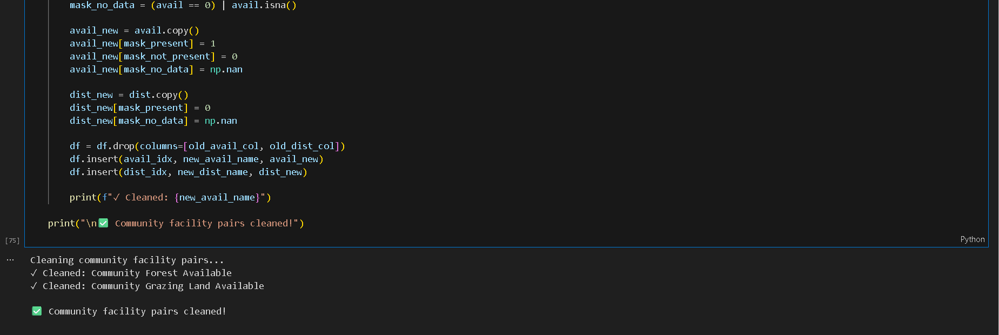 mask_no_data = (avail == 0) | avail.isna()
avail_new = avail.copy()
avail_new[mask_present] = 1
avail_new[mask_not_present] = 0
avail_new[mask_no_data] = np.nan
dist_new = dist.copy()
dist_new[mask_present] = 0
dist_new[mask_no_data] = np.nan
df = df.drop(columns=[old_avail_col, old_dist_col])
df.insert(avail_idx, new_avail_name, avail_new)
df.insert(dist_idx, new_dist_name, dist_new)
print(f"✓ Cleaned: {new_avail_name}")
print("\n✅ Community facility pairs cleaned!")
[75]
Python
... Cleaning community facility pairs...
✓ Cleaned: Community Forest Available
✓ Cleaned: Community Grazing Land Available
✅ Community facility pairs cleaned!